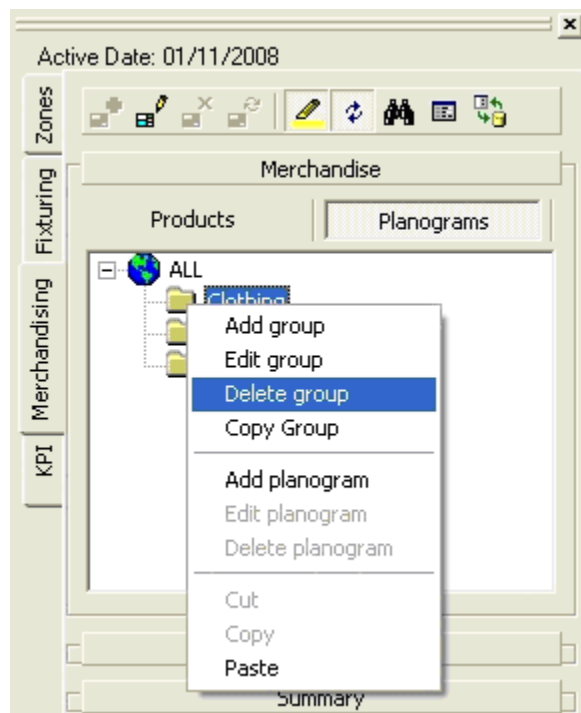 Active Date: 01/11/2008
Zones
Fixturing
Merchandising
KPI
Merchandise
Products
Planograms
ALL
Clothing
Add group
Edit group
Delete group
Copy Group
Add planogram
Edit planogram
Delete planogram
Cut
Copy
Paste
Summary